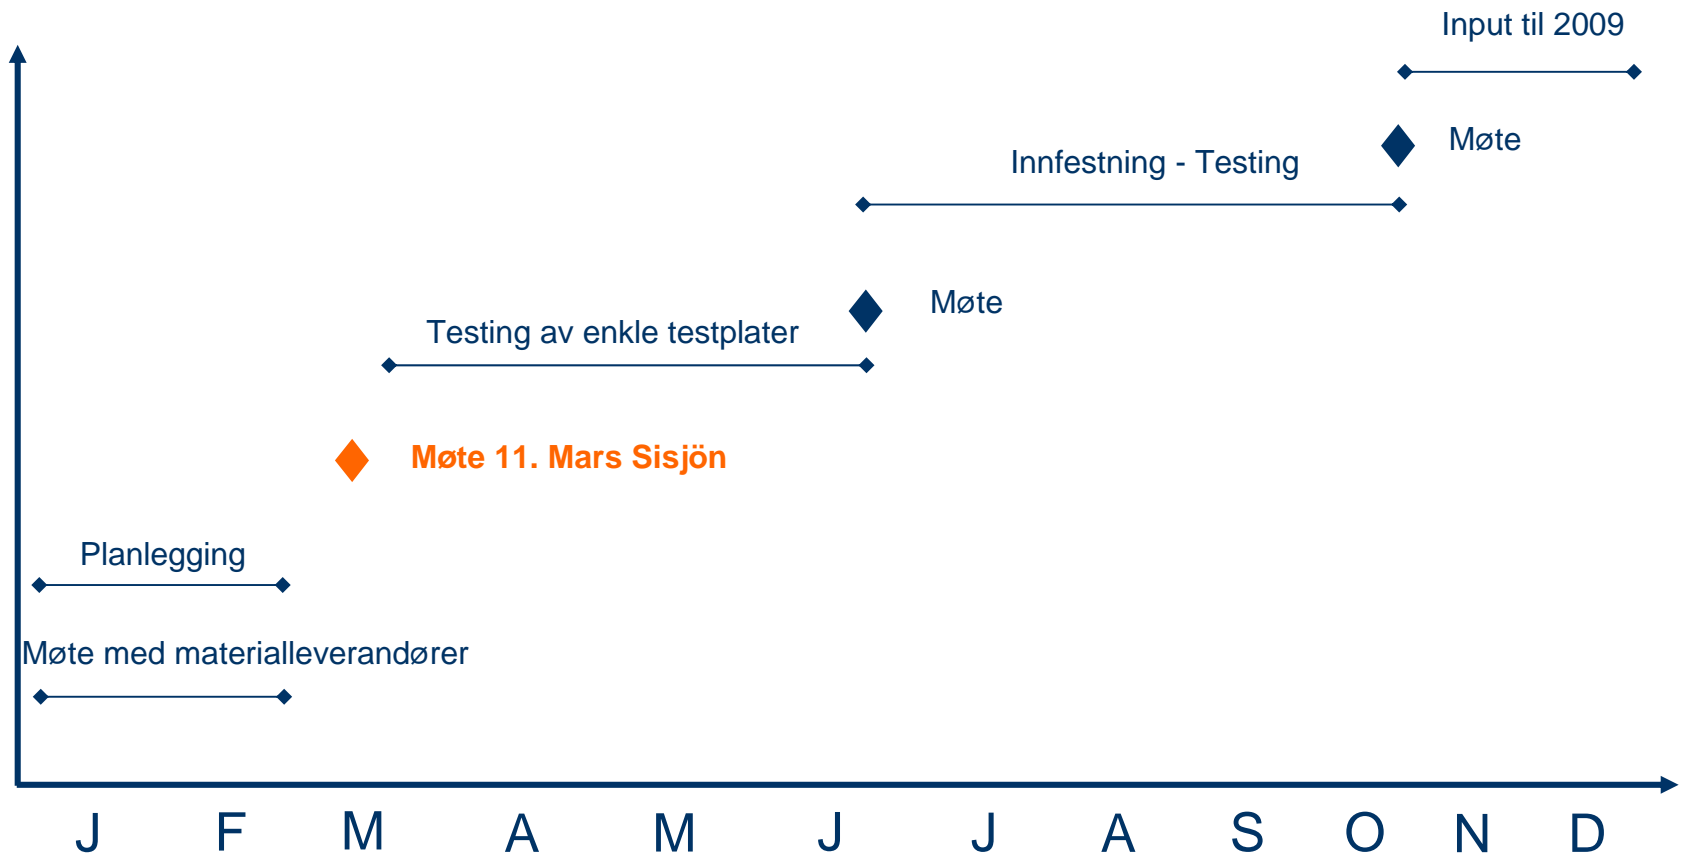 Input til 2009
Møte
Innfestning - Testing
Møte
Testing av enkle testplater
Møte 11. Mars Sisjön
Planlegging
Møte med materialleverandører
J F M A M J J A S O N D